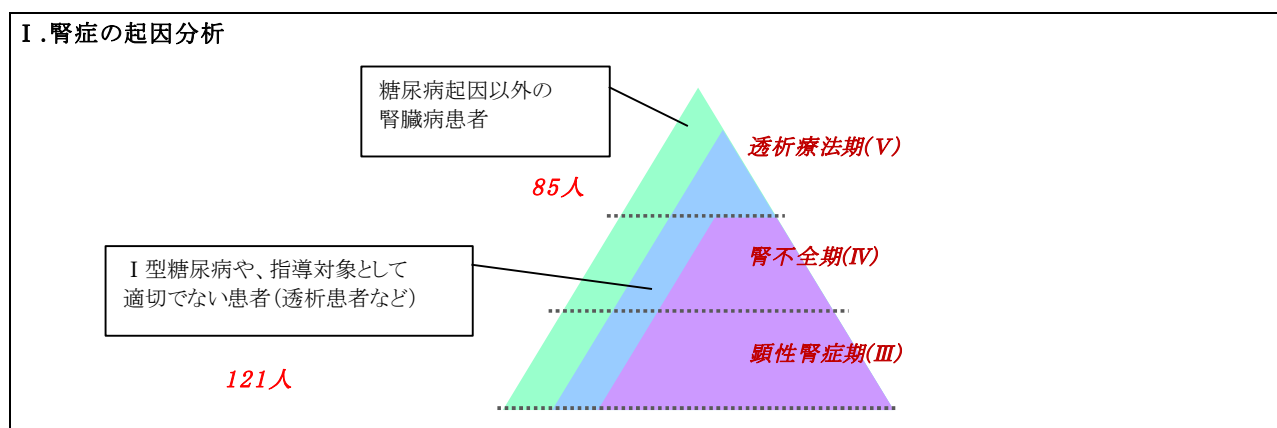 Ⅰ.腎症の起因分析
糖尿病起因以外の
腎臓病患者
透析療法期(Ⅴ)
85人
Ⅰ型糖尿病や、指導対象として
適切でない患者(透析患者など)
腎不全期(Ⅳ)
顕性腎症期(Ⅲ)
121人